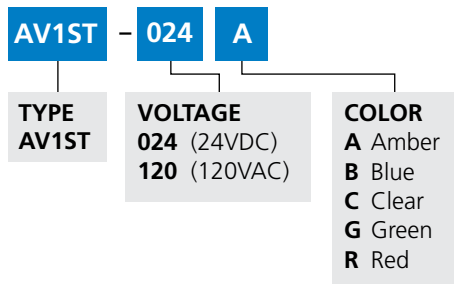 AV1ST – 024 A
TYPE
AV1ST
VOLTAGE
024 (24VDC)
120 (120VAC)
COLOR
A Amber
B Blue
C Clear
G Green
R Red